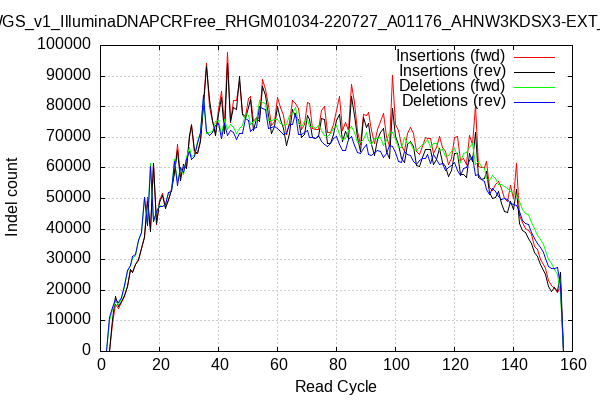 WGS_v1_IlluminaDNAPCRFree_RHGM01034-220727_A01176_AHNW3KDSX3-EXT_
Insertions (fwd)
Insertions (rev)
Deletions (fwd)
Deletions (rev)
100000
90000
80000
70000
60000
50000
40000
30000
20000
10000
0
Indel count
0 20 40 60 80 100 120 140 160
Read Cycle